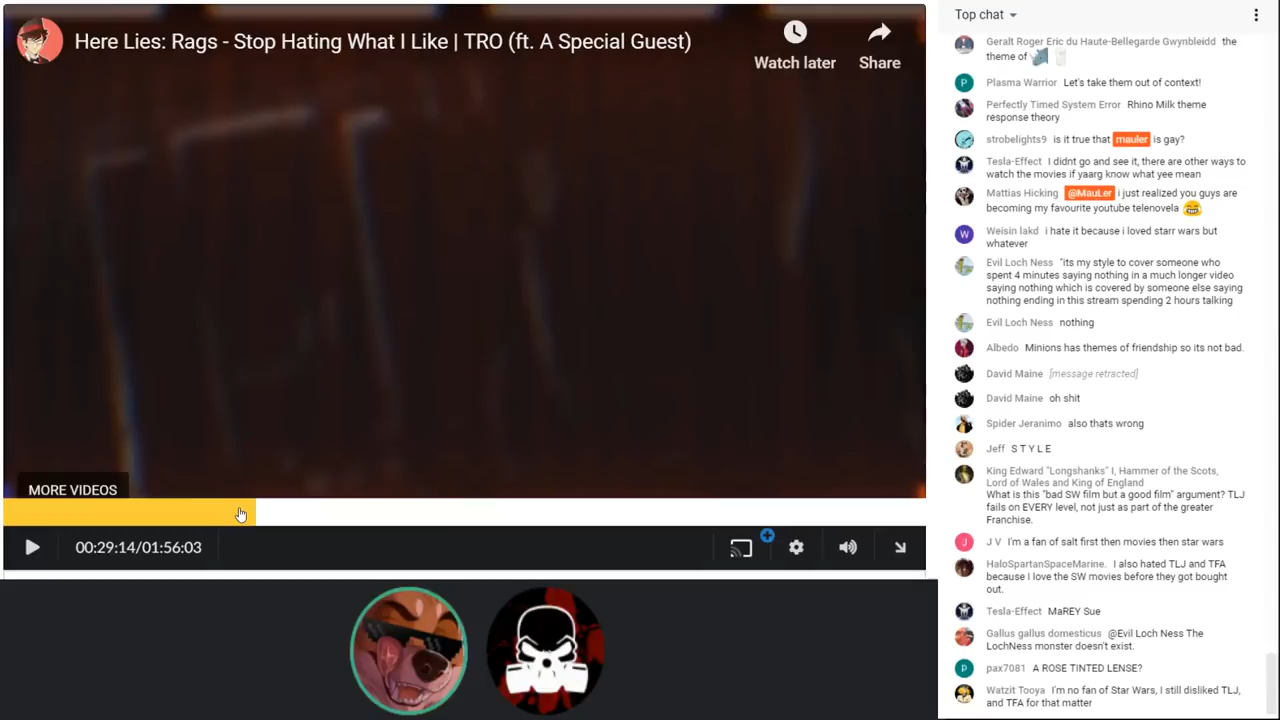 Here Lies: Rags - Stop Hating What I Like | TRO (ft. A Special Guest)
Watch later
Share
MORE VIDEOS
00:29:14/01:56:03
Top chat
Geralt Roger Eric du Haute-Bellegarde Gwynbleidd the
theme of
P
Plasma Warrior Let's take them out of context!
Perfectly Timed System Error Rhino Milk theme
response theory
strobelights9 is it true that mauler is gay?
Tesla-Effect I didnt go and see it, there are other ways to
watch the movies if yaarg know what yee mean
Mattias Hicking @MauLer i just realized you guys are
becoming my favourite youtube telenovela
W
Weisin lakd i hate it because i loved starr wars but
whatever
Evil Loch Ness "its my style to cover someone who
spent 4 minutes saying nothing in a much longer video
saying nothing which is covered by someone else saying
nothing ending in this stream spending 2 hours talking
Evil Loch Ness nothing
Albedo Minions has themes of friendship so its not bad.
David Maine [message retracted]
David Maine oh shit
Spider Jeranimo also thats wrong
Jeff S T Y L E
King Edward "Longshanks" I, Hammer of the Scots,
Lord of Wales and King of England
What is this "bad SW film but a good film" argument? TLJ
fails on EVERY level, not just as part of the greater
Franchise.
J
J V I'm a fan of salt first then movies then star wars
HaloSpartanSpaceMarine. I also hated TLJ and TFA
because I love the SW movies before they got bought
out.
Tesla-Effect MaREY Sue
Gallus gallus domesticus @Evil Loch Ness The
LochNess monster doesn't exist.
P
pax7081 A ROSE TINTED LENSE?
Watzit Tooya I'm no fan of Star Wars, I still disliked TLJ,
and TFA for that matter